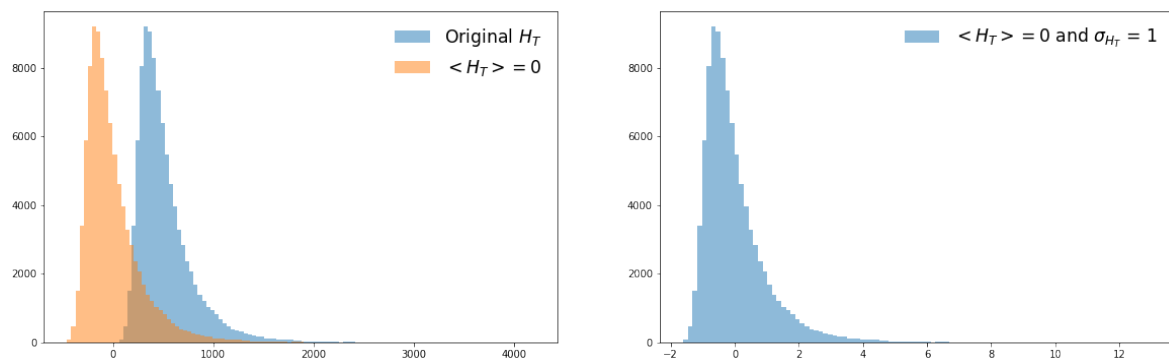 Original $H_T$
$< H_T > = 0$
8000
6000
4000
2000
0
0 1000 2000 3000 4000
$< H_T > = 0$ and $\sigma_{H_T} = 1$
8000
6000
4000
2000
0
−2 0 2 4 6 8 10 12